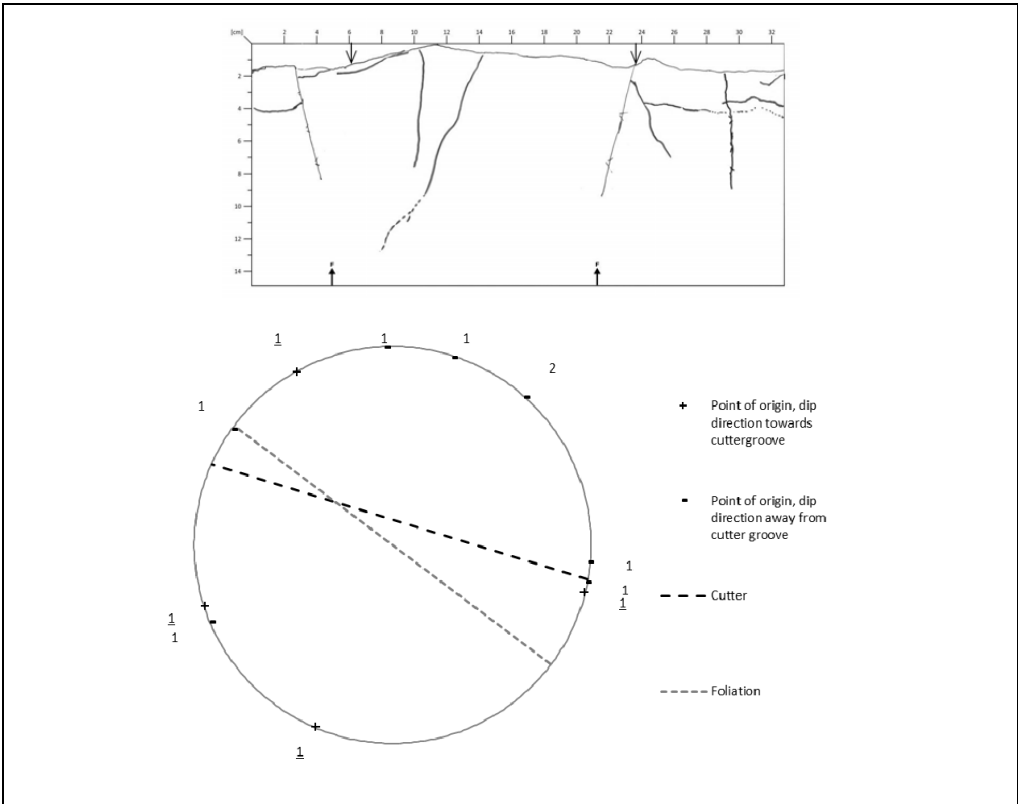 [cm] 2 4 6 8 10 12 14 16 18 20 22 24 26 28 30 32
2
4
6
8
10
12
14
F F
1 1 1
2
1
+ Point of origin, dip
direction towards
cuttergroove
- Point of origin, dip
direction away from
cutter groove
1
1
1
Cutter
1
1
Foliation
1